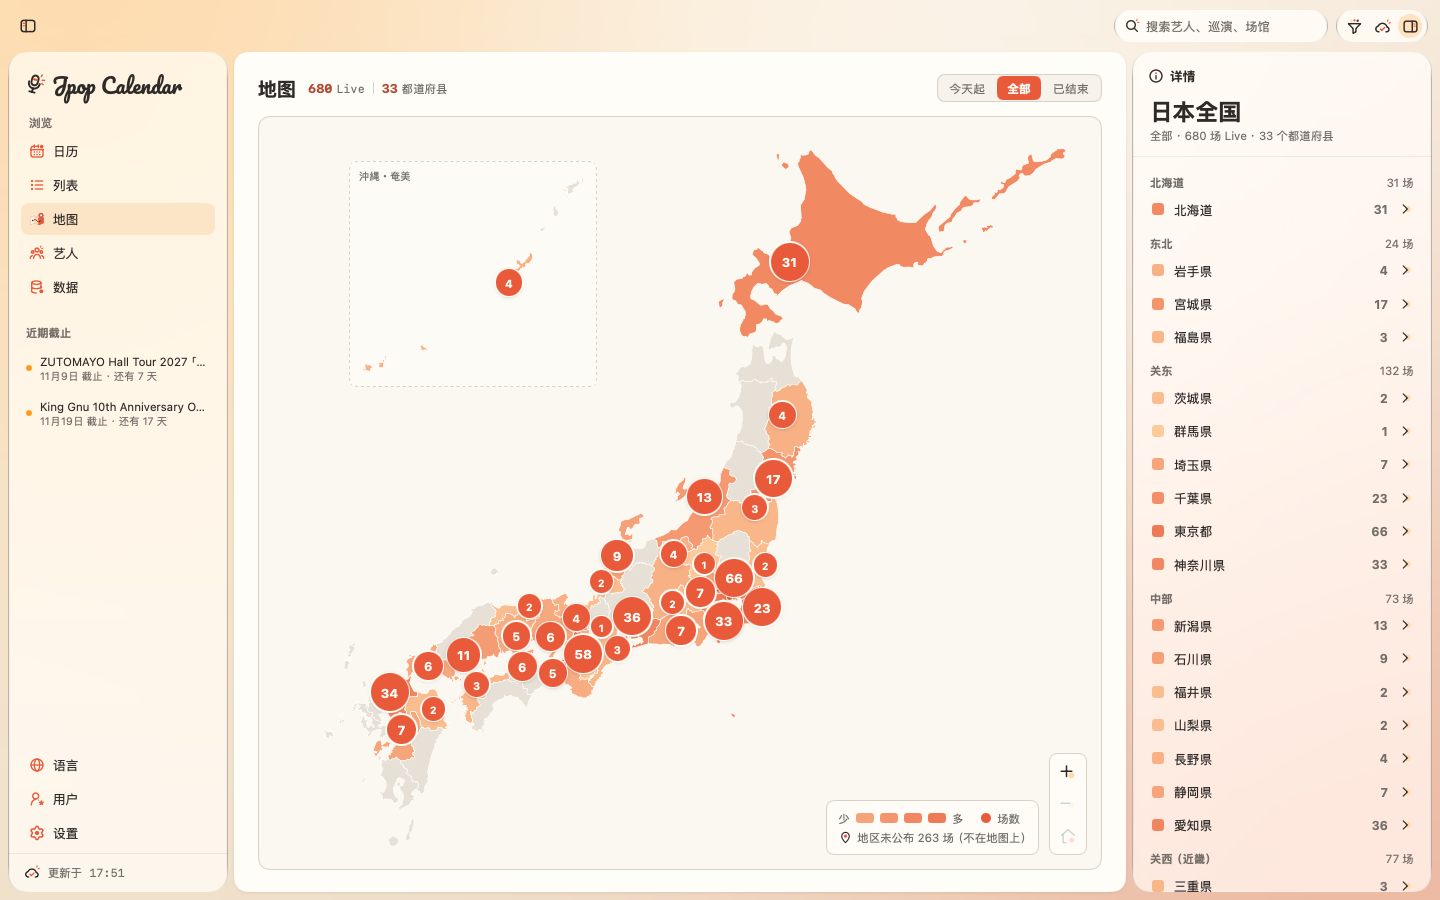 搜索艺人、巡演、场馆
Jpop Calendar
浏览
日历
列表
地图
艺人
数据
近期截止
ZUTOMAYO Hall Tour 2027 「...
11月9日 截止 · 还有 7 天
King Gnu 10th Anniversary O...
11月19日 截止 · 还有 17 天
语言
用户
设置
更新于 17:51
地图 680 Live 33 都道府县
今天起 全部 已结束
沖縄・奄美
4
31
4
17
13
3
9
4
1
2
2
66
7
2
23
2
4
36
33
1
7
5
6
3
11
58
6
6
5
3
34
2
7
少 多 场数
地区未公布 263 场 (不在地图上)
详情
日本全国
全部 · 680 场 Live · 33 个都道府县
北海道 31 场
北海道 31
东北 24 场
岩手県 4
宮城県 17
福島県 3
关东 132 场
茨城県 2
群馬県 1
埼玉県 7
千葉県 23
東京都 66
神奈川県 33
中部 73 场
新潟県 13
石川県 9
福井県 2
山梨県 2
長野県 4
静岡県 7
愛知県 36
关西 (近畿) 77 场
三重県 3